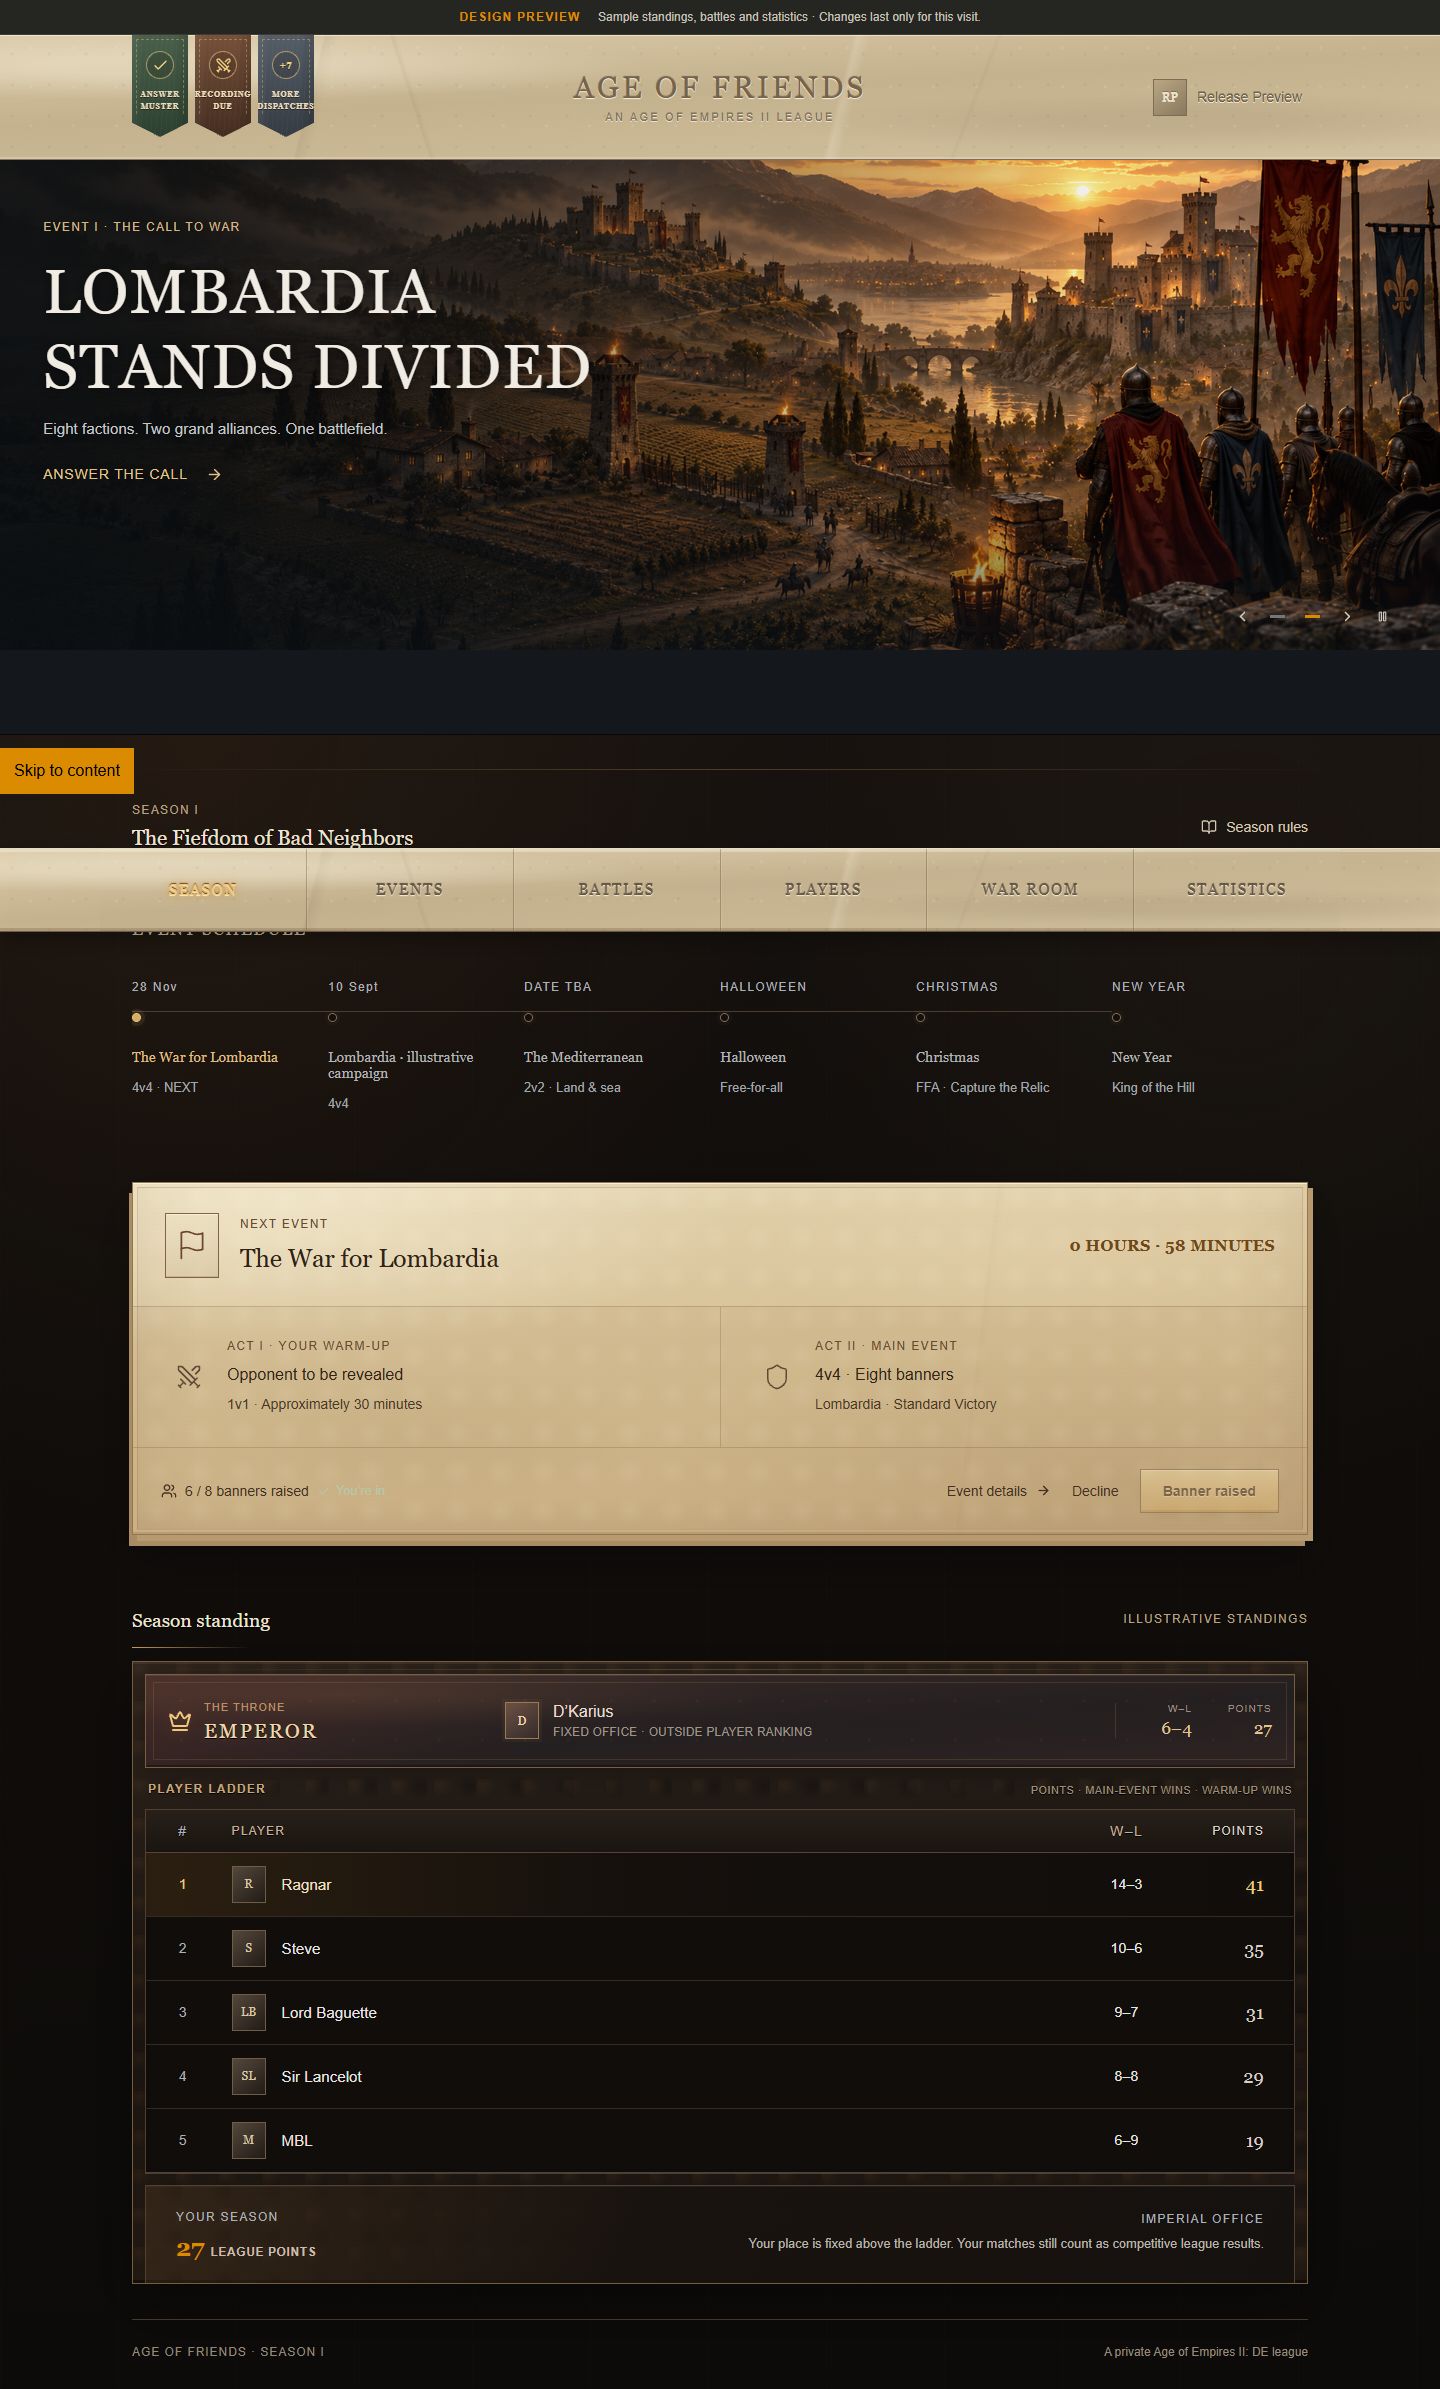 DESIGN PREVIEW Sample standings, battles and statistics · Changes last only for this visit.
ANSWER MUSTER
RECORDING DUE
+7
MORE DISPATCHES
AGE OF FRIENDS
AN AGE OF EMPIRES II LEAGUE
RP Release Preview
EVENT I · THE CALL TO WAR
LOMBARDIA
STANDS DIVIDED
Eight factions. Two grand alliances. One battlefield.
ANSWER THE CALL
Skip to content
SEASON I
The Fiefdom of Bad Neighbors
Season rules
SEASON EVENTS BATTLES PLAYERS WAR ROOM STATISTICS
EVENT SCHEDULE
28 Nov 10 Sept DATE TBA HALLOWEEN CHRISTMAS NEW YEAR
The War for Lombardia
4v4 · NEXT
Lombardia · illustrative
campaign
4v4
The Mediterranean
2v2 · Land & sea
Halloween
Free-for-all
Christmas
FFA · Capture the Relic
New Year
King of the Hill
NEXT EVENT
The War for Lombardia
0 HOURS · 58 MINUTES
ACT I · YOUR WARM-UP
Opponent to be revealed
1v1 · Approximately 30 minutes
ACT II · MAIN EVENT
4v4 · Eight banners
Lombardia · Standard Victory
6 / 8 banners raised You're in
Event details Decline Banner raised
Season standing
ILLUSTRATIVE STANDINGS
THE THRONE
EMPEROR
D D'Karius
FIXED OFFICE · OUTSIDE PLAYER RANKING
W–L POINTS
6–4 27
PLAYER LADDER
POINTS · MAIN-EVENT WINS · WARM-UP WINS
# PLAYER W–L POINTS
1 R Ragnar 14–3 41
2 S Steve 10–6 35
3 LB Lord Baguette 9–7 31
4 SL Sir Lancelot 8–8 29
5 M MBL 6–9 19
YOUR SEASON
27 LEAGUE POINTS
IMPERIAL OFFICE
Your place is fixed above the ladder. Your matches still count as competitive league results.
AGE OF FRIENDS · SEASON I
A private Age of Empires II: DE league